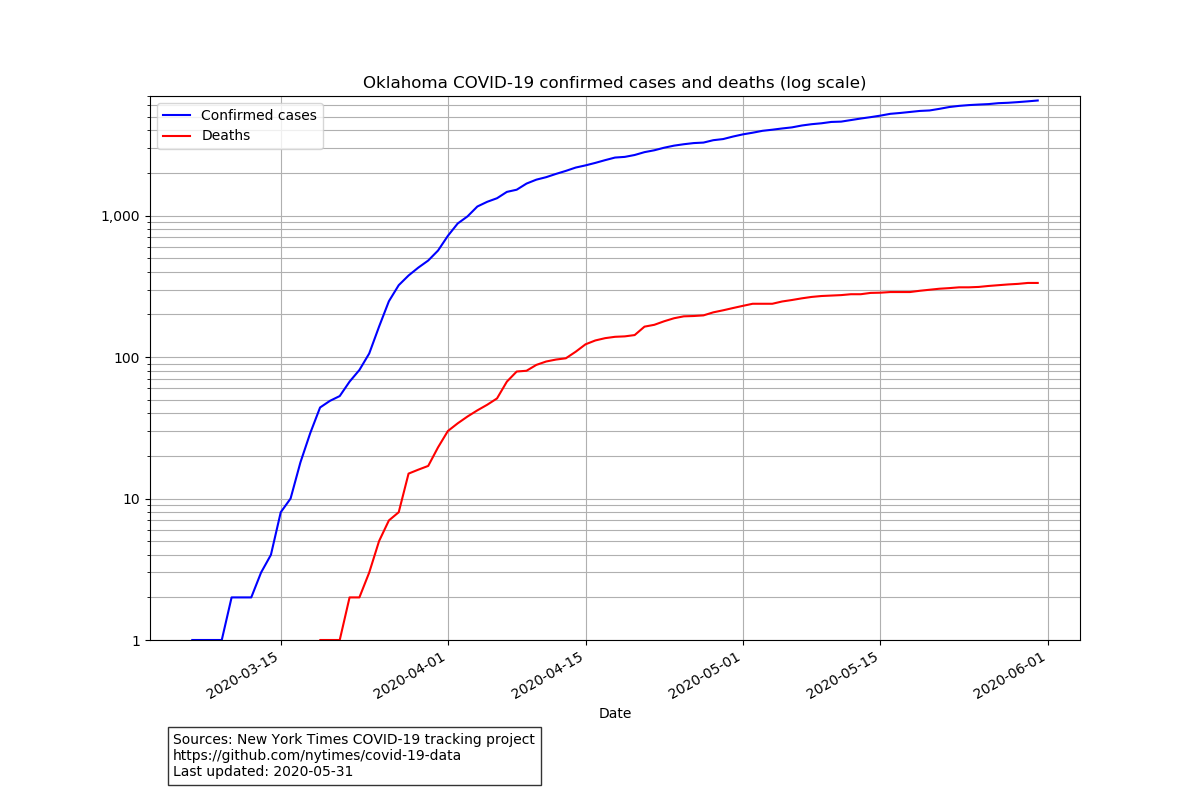 Oklahoma COVID-19 confirmed cases and deaths (log scale)
Confirmed cases
Deaths
1,000
100
10
1
2020-03-15
2020-04-01
2020-04-15
2020-05-01
2020-05-15
2020-06-01
Date
Sources: New York Times COVID-19 tracking project
https://github.com/nytimes/covid-19-data
Last updated: 2020-05-31